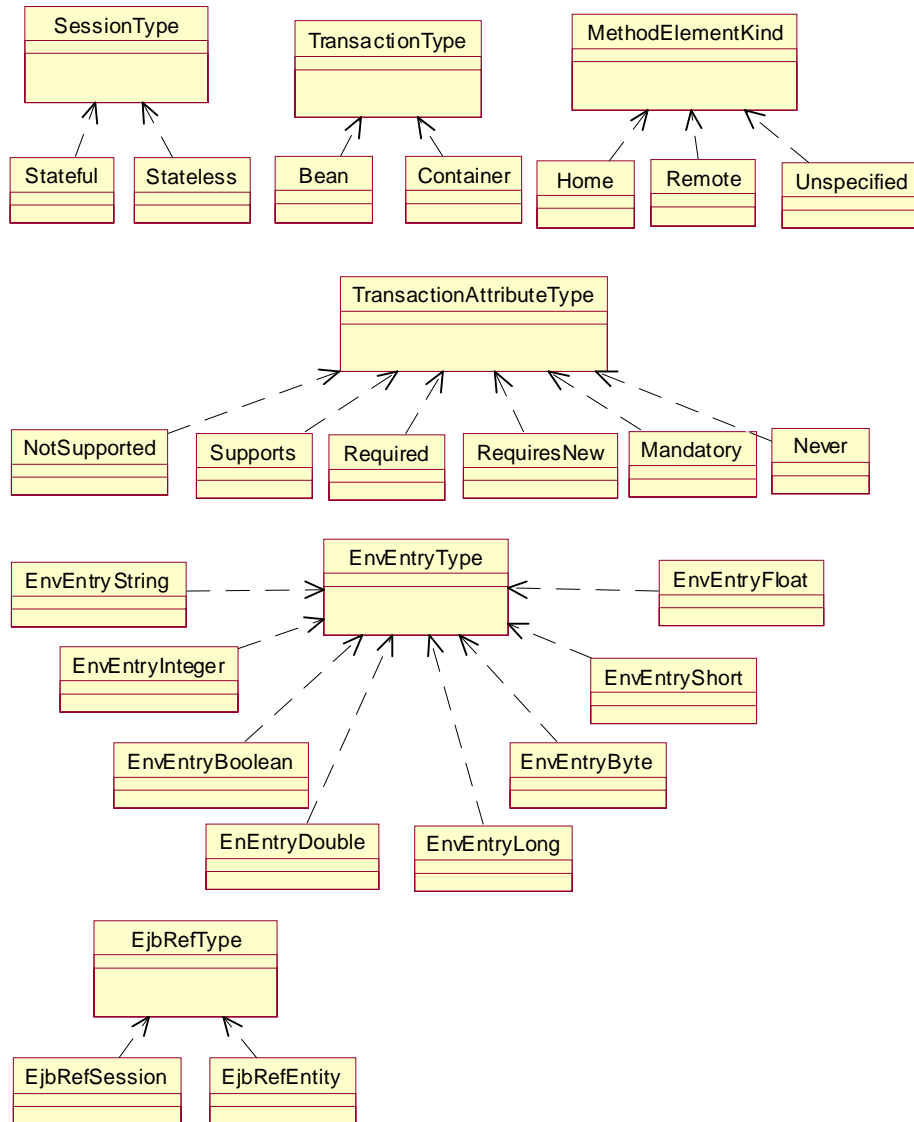 SessionType
TransactionType
MethodElementKind
Stateful
Stateless
Bean
Container
Home
Remote
Unspecified
TransactionAttributeType
NotSupported
Supports
Required
RequiresNew
Mandatory
Never
EnvEntryString
EnvEntryType
EnvEntryFloat
EnvEntryInteger
EnvEntryShort
EnvEntryBoolean
EnvEntryByte
EnEntryDouble
EnvEntryLong
EjbRefType
EjbRefSession
EjbRefEntity